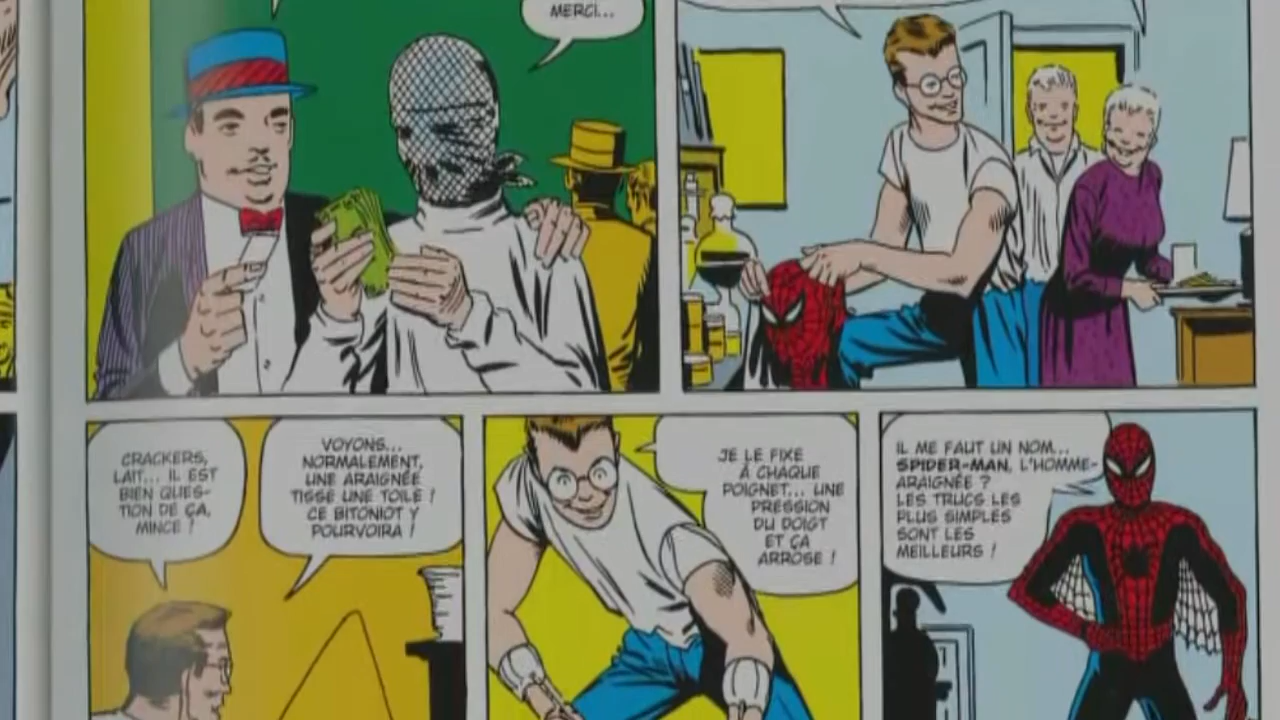 MERCI...
CRACKERS,
LAIT... IL EST
BIEN QUES-
TION DE ÇA,
MINCE !
VOYONS...
NORMALEMENT,
UNE ARAIGNÉE
TISSE UNE TOILE !
CE BITONIOT Y
POURVOIRA !
JE LE FIXE
À CHAQUE
POIGNET... UNE
PRESSION
DU DOIGT
ET ÇA
ARROSE !
IL ME FAUT UN NOM...
SPIDER-MAN, L'HOMME-
ARAIGNÉE ?
LES TRUCS LES
PLUS SIMPLES
SONT LES
MEILLEURS !